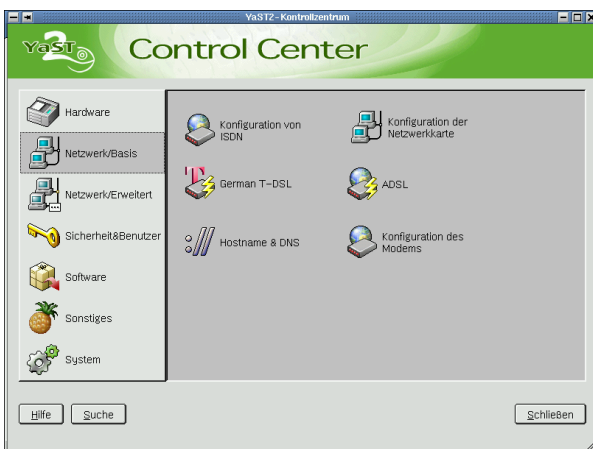 YaST2-Kontrollzentrum
YaST2
Control Center
Hardware
Netzwerk/Basis
Netzwerk/Erweitert
Sicherheit&Benutzer
Software
Sonstiges
System
Konfiguration von
ISDN
Konfiguration der
Netzwerkkarte
German T-DSL
ADSL
Hostname & DNS
Konfiguration des
Modems
Hilfe
Suche
Schließen